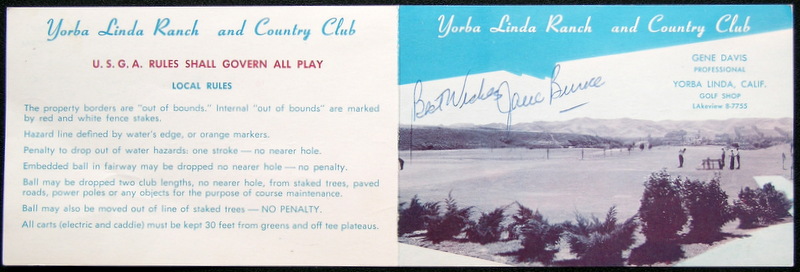 Yorba Linda Ranch and Country Club
U.S.G.A. RULES SHALL GOVERN ALL PLAY
LOCAL RULES
The property borders are "out of bounds." Internal "out of bounds" are marked
by red and white fence stakes.
Hazard line defined by water's edge, or orange markers.
Penalty to drop out of water hazards: one stroke — no nearer hole.
Embedded ball in fairway may be dropped no nearer hole — no penalty.
Ball may be dropped two club lengths, no nearer hole, from staked trees, paved
roads, power poles or any objects for the purpose of course maintenance.
Ball may also be moved out of line of staked trees — NO PENALTY.
All carts (electric and caddie) must be kept 30 feet from greens and off tee plateaus.
Yorba Linda Ranch and Country Club
GENE DAVIS
PROFESSIONAL
YORBA LINDA, CALIF.
GOLF SHOP
LAkeview 8-7755
Best Wishes